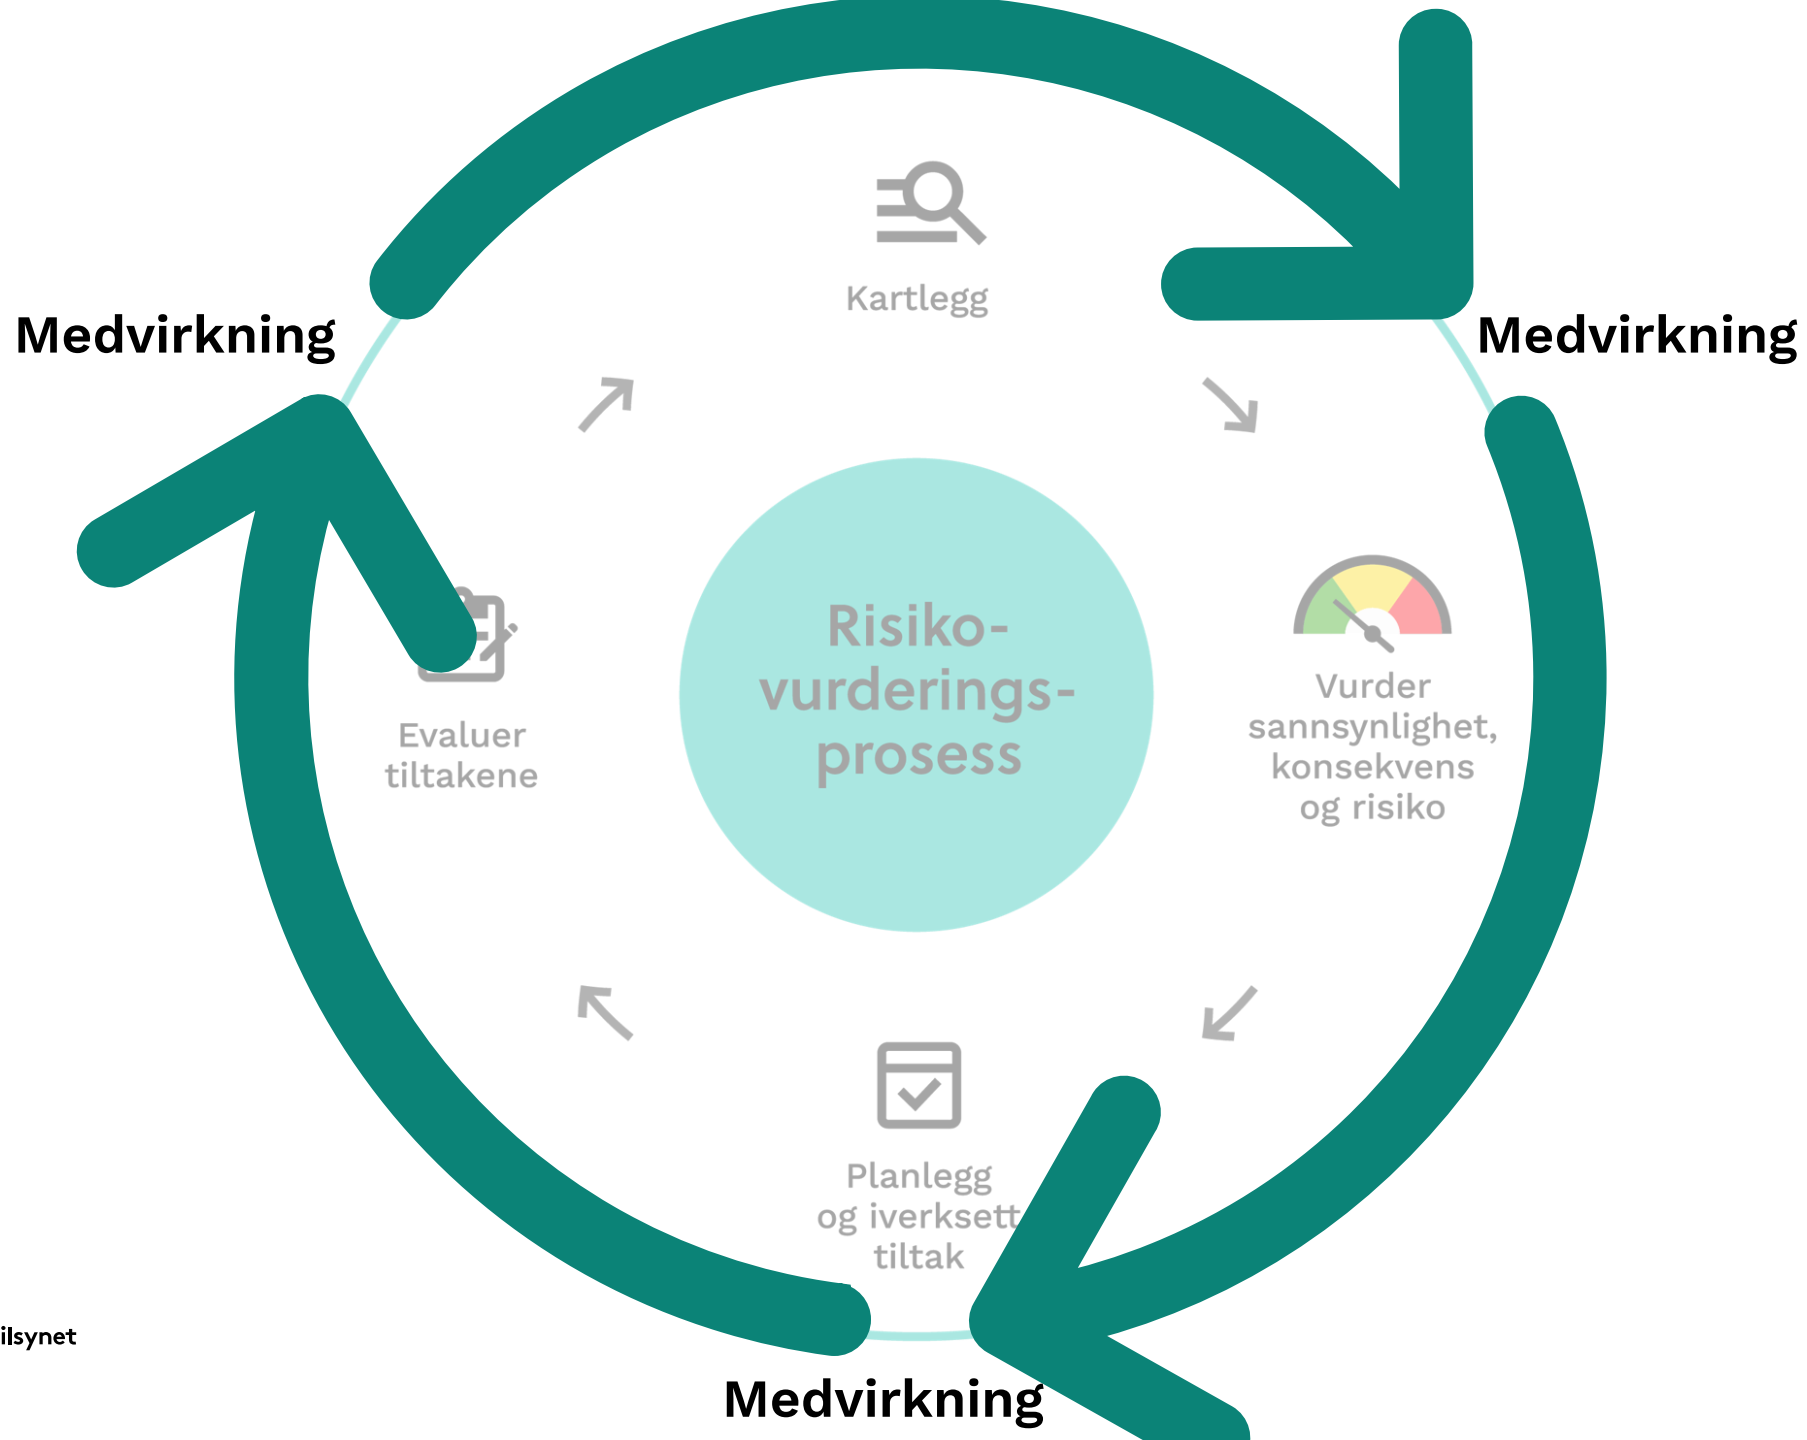 Kartlegg
Medvirkning
Medvirkning
Risiko-
vurderings-
prosess
Vurder
sannsynlighet,
konsekvens
og risiko
Evaluer
tiltakene
Planlegg
og iverksett
tiltak
ilsynet
Medvirkning